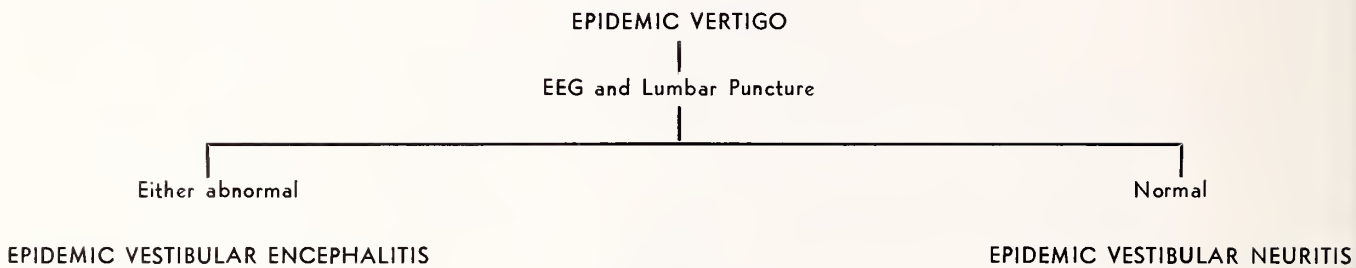 EPIDEMIC VERTIGO
EEG and Lumbar Puncture
Either abnormal
Normal
EPIDEMIC VESTIBULAR ENCEPHALITIS
EPIDEMIC VESTIBULAR NEURITIS